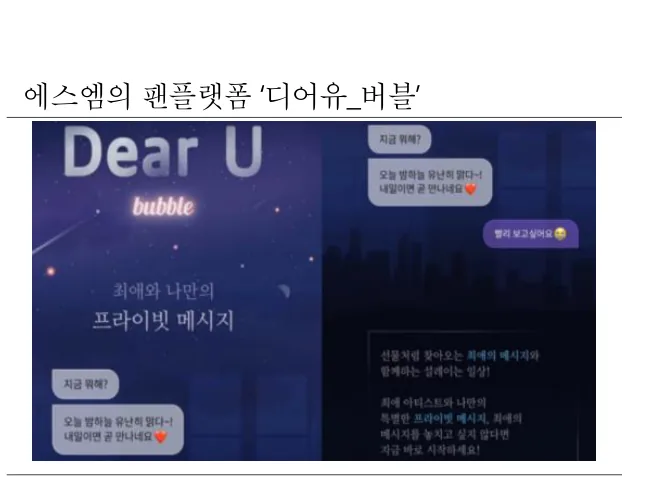 에스엠의 팬플랫폼 '디어유_버블'
Dear U
bubble
최애와 나만의
프라이빗 메시지
지금 뭐해?
오늘 밤하늘 유난히 맑다~!
내일이면 곧 만나네요❤️‍🔥
지금 뭐해?
오늘 밤하늘 유난히 맑다~!
내일이면 곧 만나네요❤️‍🔥
빨리 보고싶어요😭
선물처럼 찾아오는 최애의 메시지와
함께하는 설레이는 일상!
최애 아티스트와 나만의
특별한 프라이빗 메시지, 최애의
메시지를 놓치고 싶지 않다면
지금 바로 시작하세요!